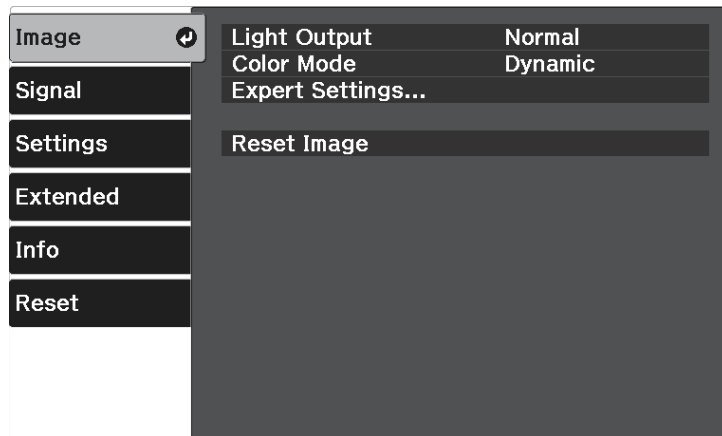 Image
Signal
Settings
Extended
Info
Reset
Light Output Normal
Color Mode Dynamic
Expert Settings...
Reset Image